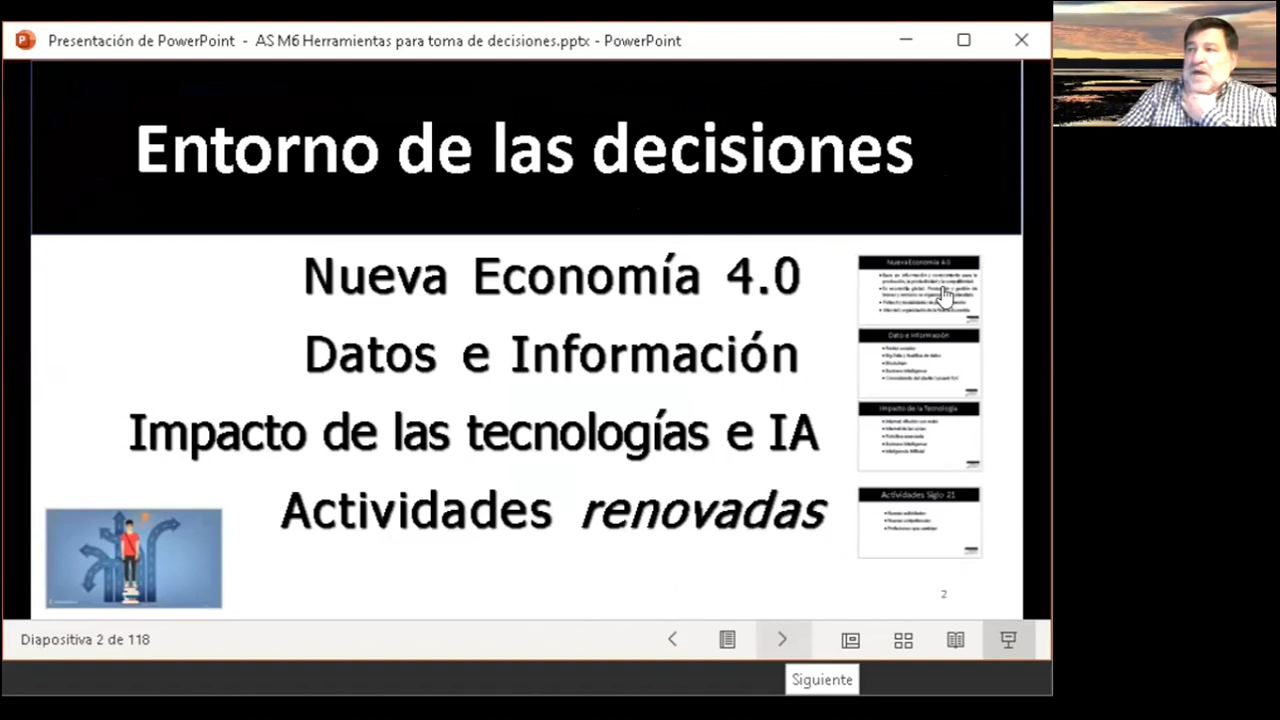 Presentación de PowerPoint - AS M6 Herramientas para toma de decisiones.pptx - PowerPoint
Entorno de las decisiones
Nueva Economía 4.0
Datos e Información
Impacto de las tecnologías e IA
Actividades renovadas
Nueva Economía 4.0
Dato e Información
Impacto de la Tecnología
Actividades Siglo 21
2
Diapositiva 2 de 118
Siguiente